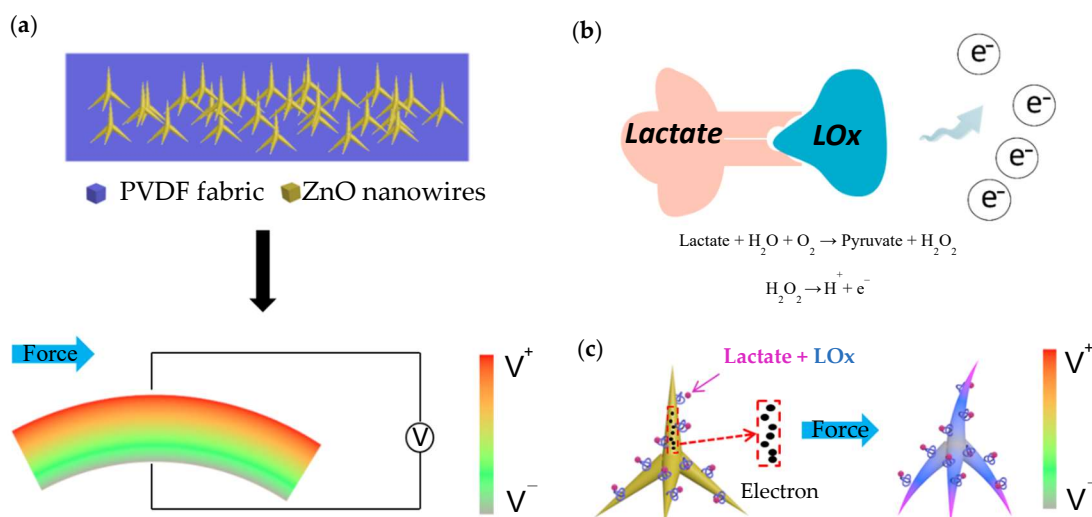 (a)
PVDF fabric ZnO nanowires
Force
V
V⁺
V⁻
(b)
Lactate LOx
e⁻
e⁻
e⁻
e⁻
Lactate + H₂O + O₂ → Pyruvate + H₂O₂
H₂O₂ → H⁺ + e⁻
(c)
Lactate + LOx
Electron
Force
V⁺
V⁻